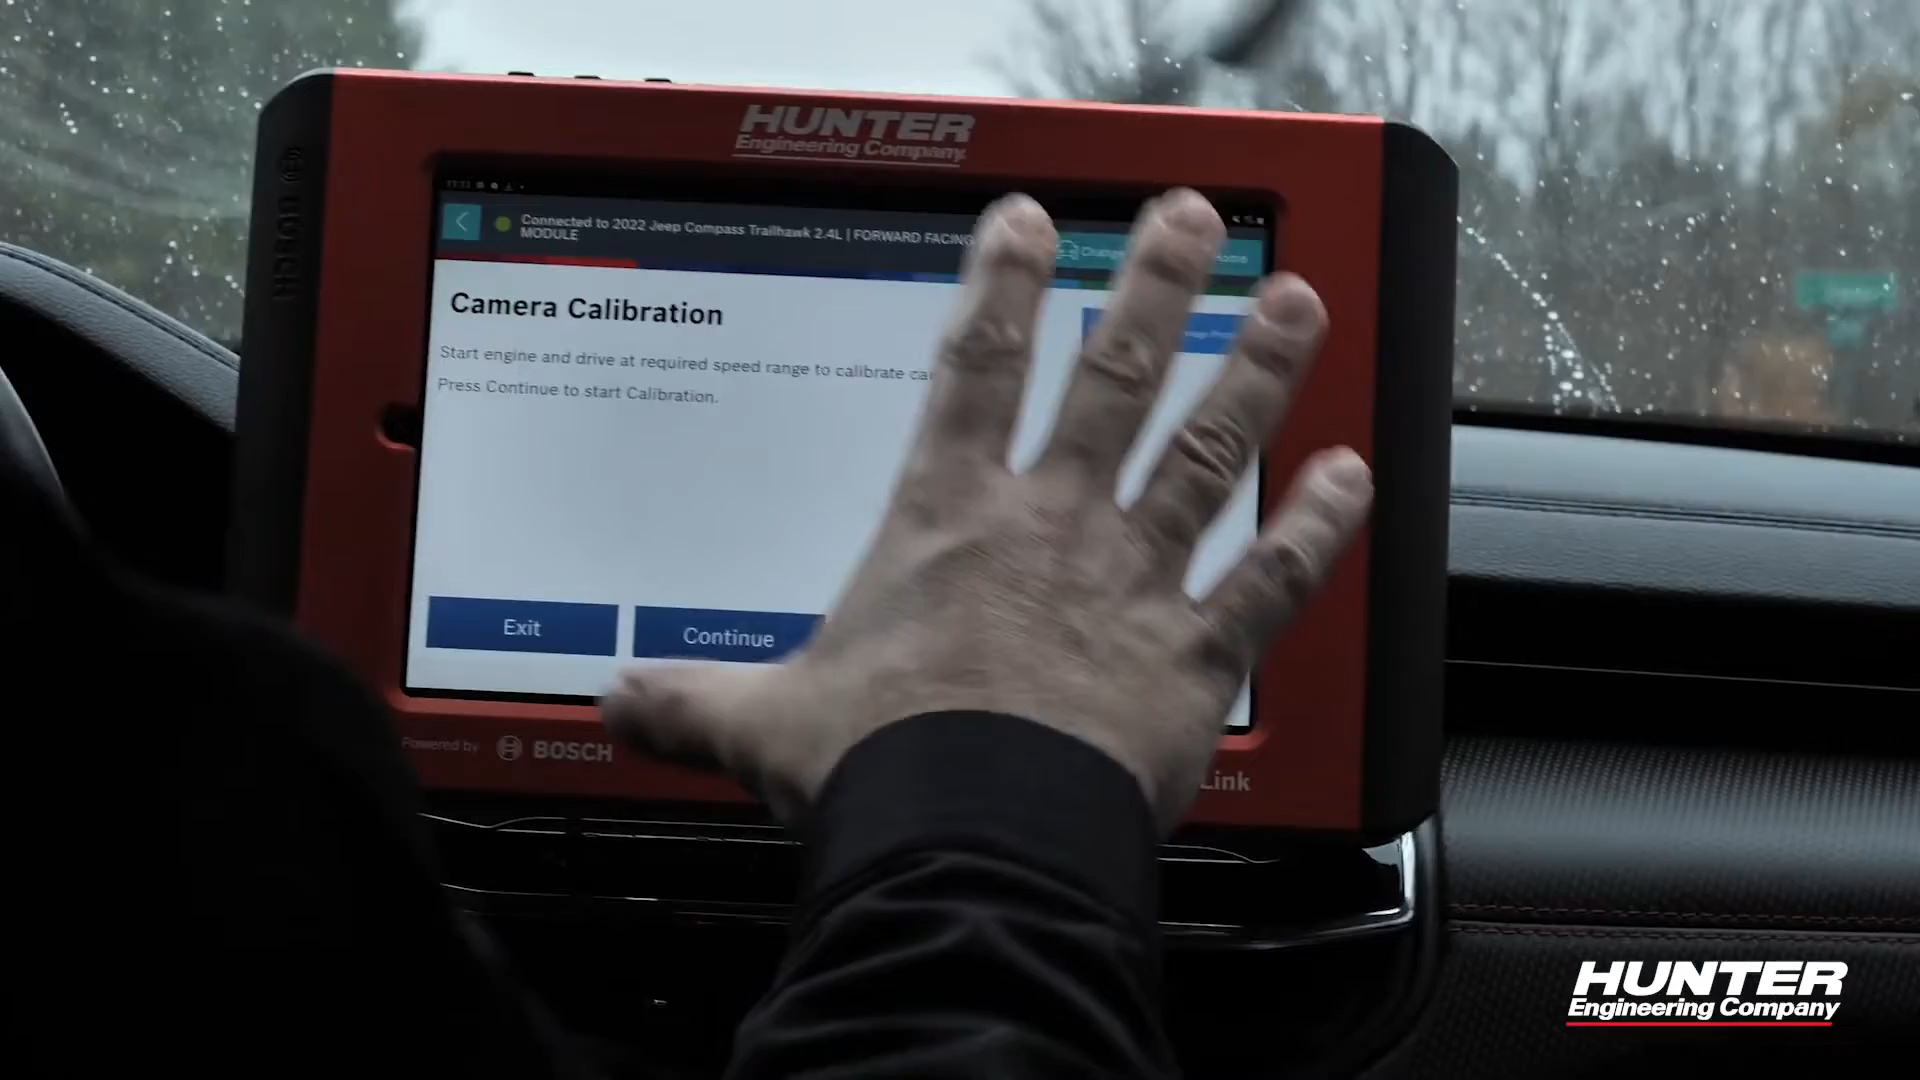 HUNTER
Engineering Company
BOSCH
Connected to 2022 Jeep Compass Trailhawk 2.4L | FORWARD FACING
MODULE
Camera Calibration
Start engine and drive at required speed range to calibrate
Press Continue to start Calibration.
Exit
Continue
Powered by BOSCH
Link
HUNTER
Engineering Company